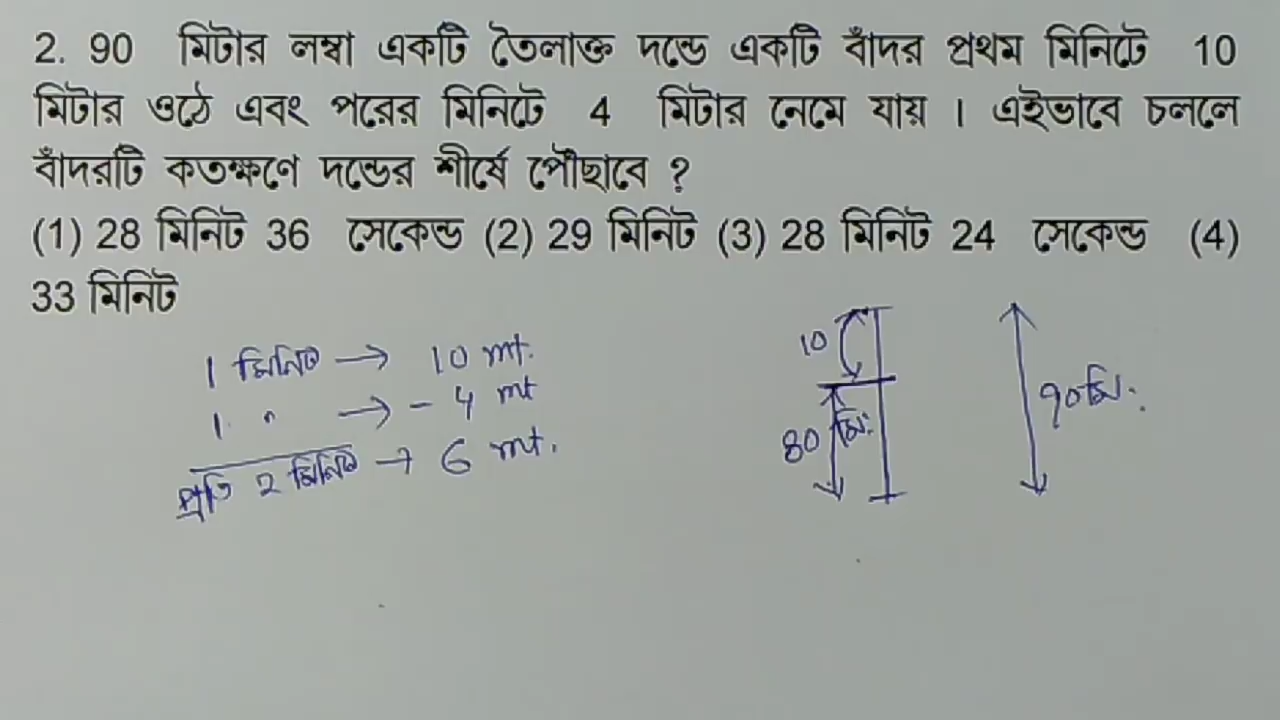 2. 90 মিটার লম্বা একটি তৈলাক্ত দন্ডে একটি বাঁদর প্রথম মিনিটে 10
মিটার ওঠে এবং পরের মিনিটে 4 মিটার নেমে যায় । এইভাবে চললে
বাঁদরটি কতক্ষণে দন্ডের শীর্ষে পৌঁছাবে ?
(1) 28 মিনিট 36 সেকেন্ড (2) 29 মিনিট (3) 28 মিনিট 24 সেকেন্ড (4)
33 মিনিট
1 মিনিট → 10 mt.
1 " → - 4 mt
প্রতি 2 মিনিটে → 6 mt.
10
80 মি:
৯০মি: